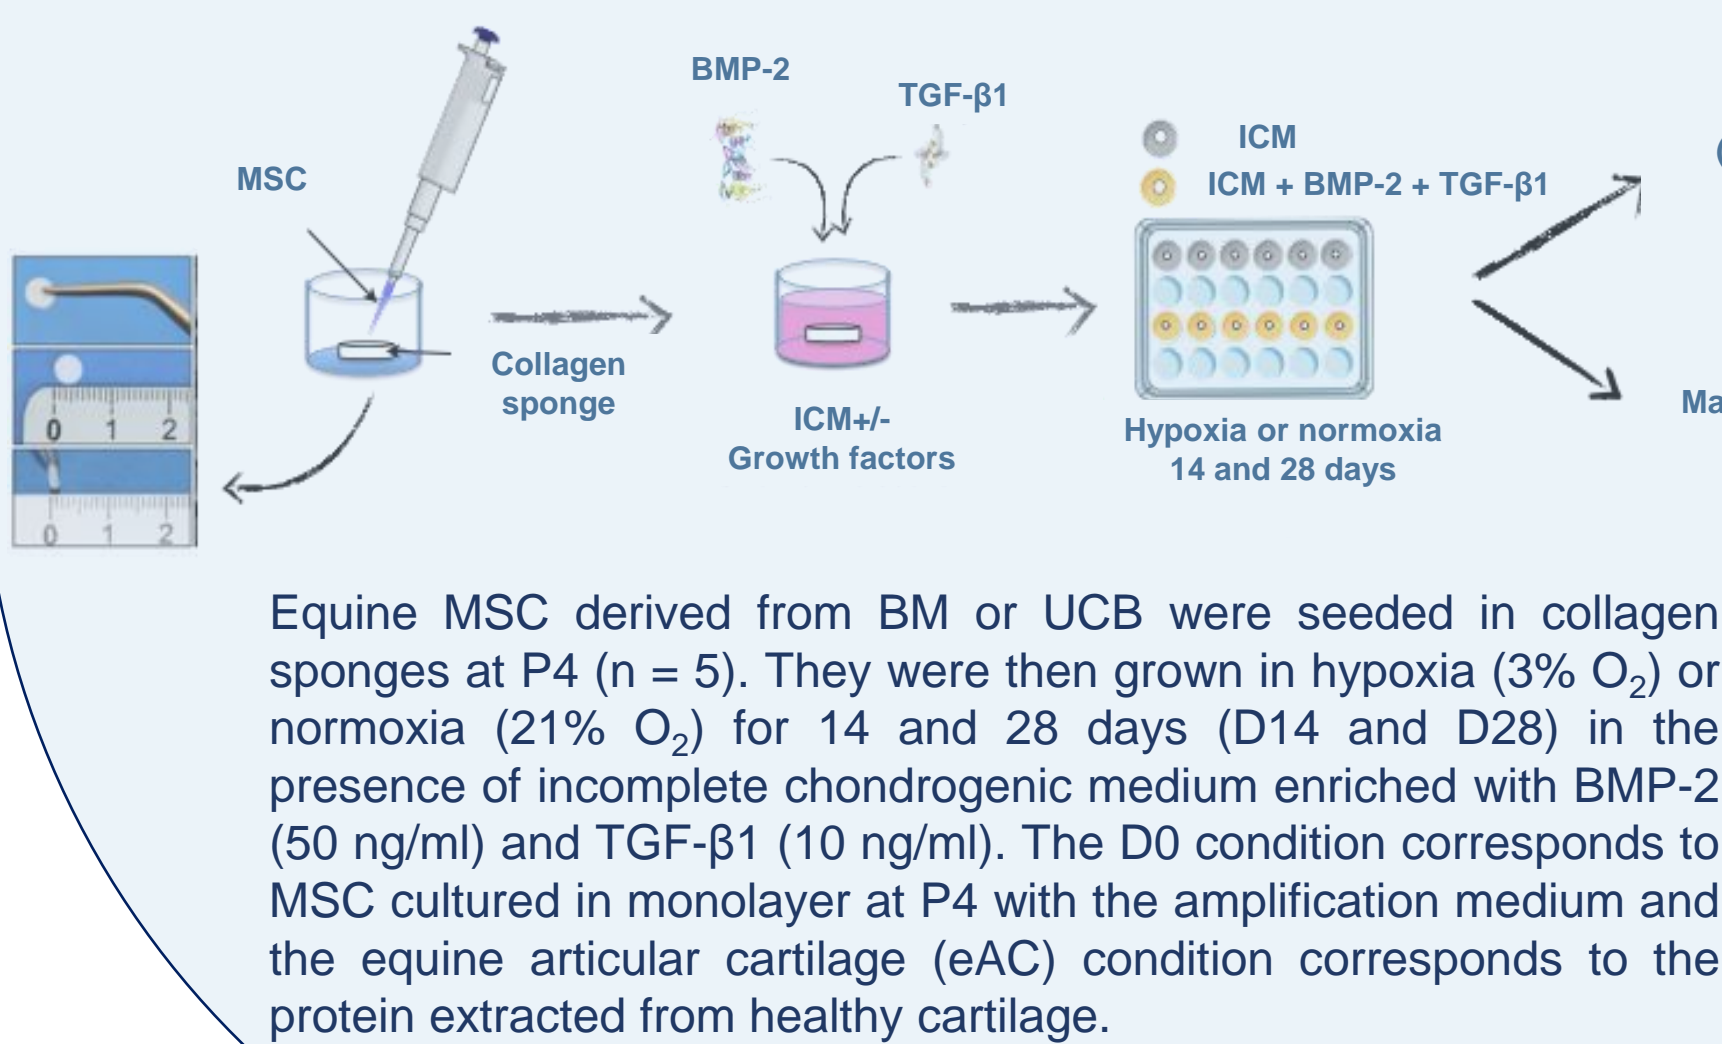 BMP-2
TGF-β1
MSC
ICM
ICM + BMP-2 + TGF-β1
Collagen
sponge
ICM+/-
Growth factors
Hypoxia or normoxia
14 and 28 days
Ma
0 1 2
0 1 2
Equine MSC derived from BM or UCB were seeded in collagen
sponges at P4 (n = 5). They were then grown in hypoxia (3% O₂) or
normoxia (21% O₂) for 14 and 28 days (D14 and D28) in the
presence of incomplete chondrogenic medium enriched with BMP-2
(50 ng/ml) and TGF-β1 (10 ng/ml). The D0 condition corresponds to
MSC cultured in monolayer at P4 with the amplification medium and
the equine articular cartilage (eAC) condition corresponds to the
protein extracted from healthy cartilage.